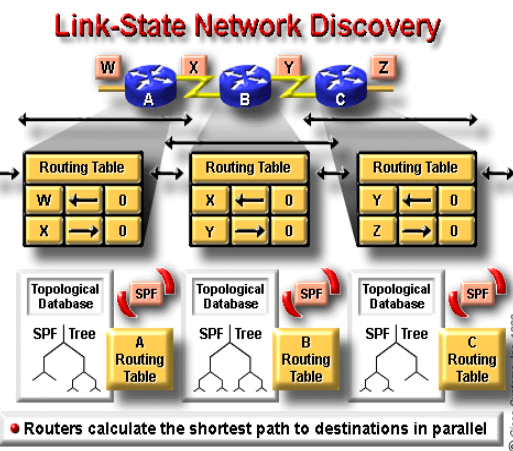 Link-State Network Discovery
W X Y Z
A B C
Routing Table Routing Table Routing Table
W 0 X 0 Y 0
X 0 Y 0 Z 0
Topological Database SPF Topological Database SPF Topological Database SPF
SPF Tree SPF Tree SPF Tree
A Routing Table B Routing Table C Routing Table
Routers calculate the shortest path to destinations in parallel